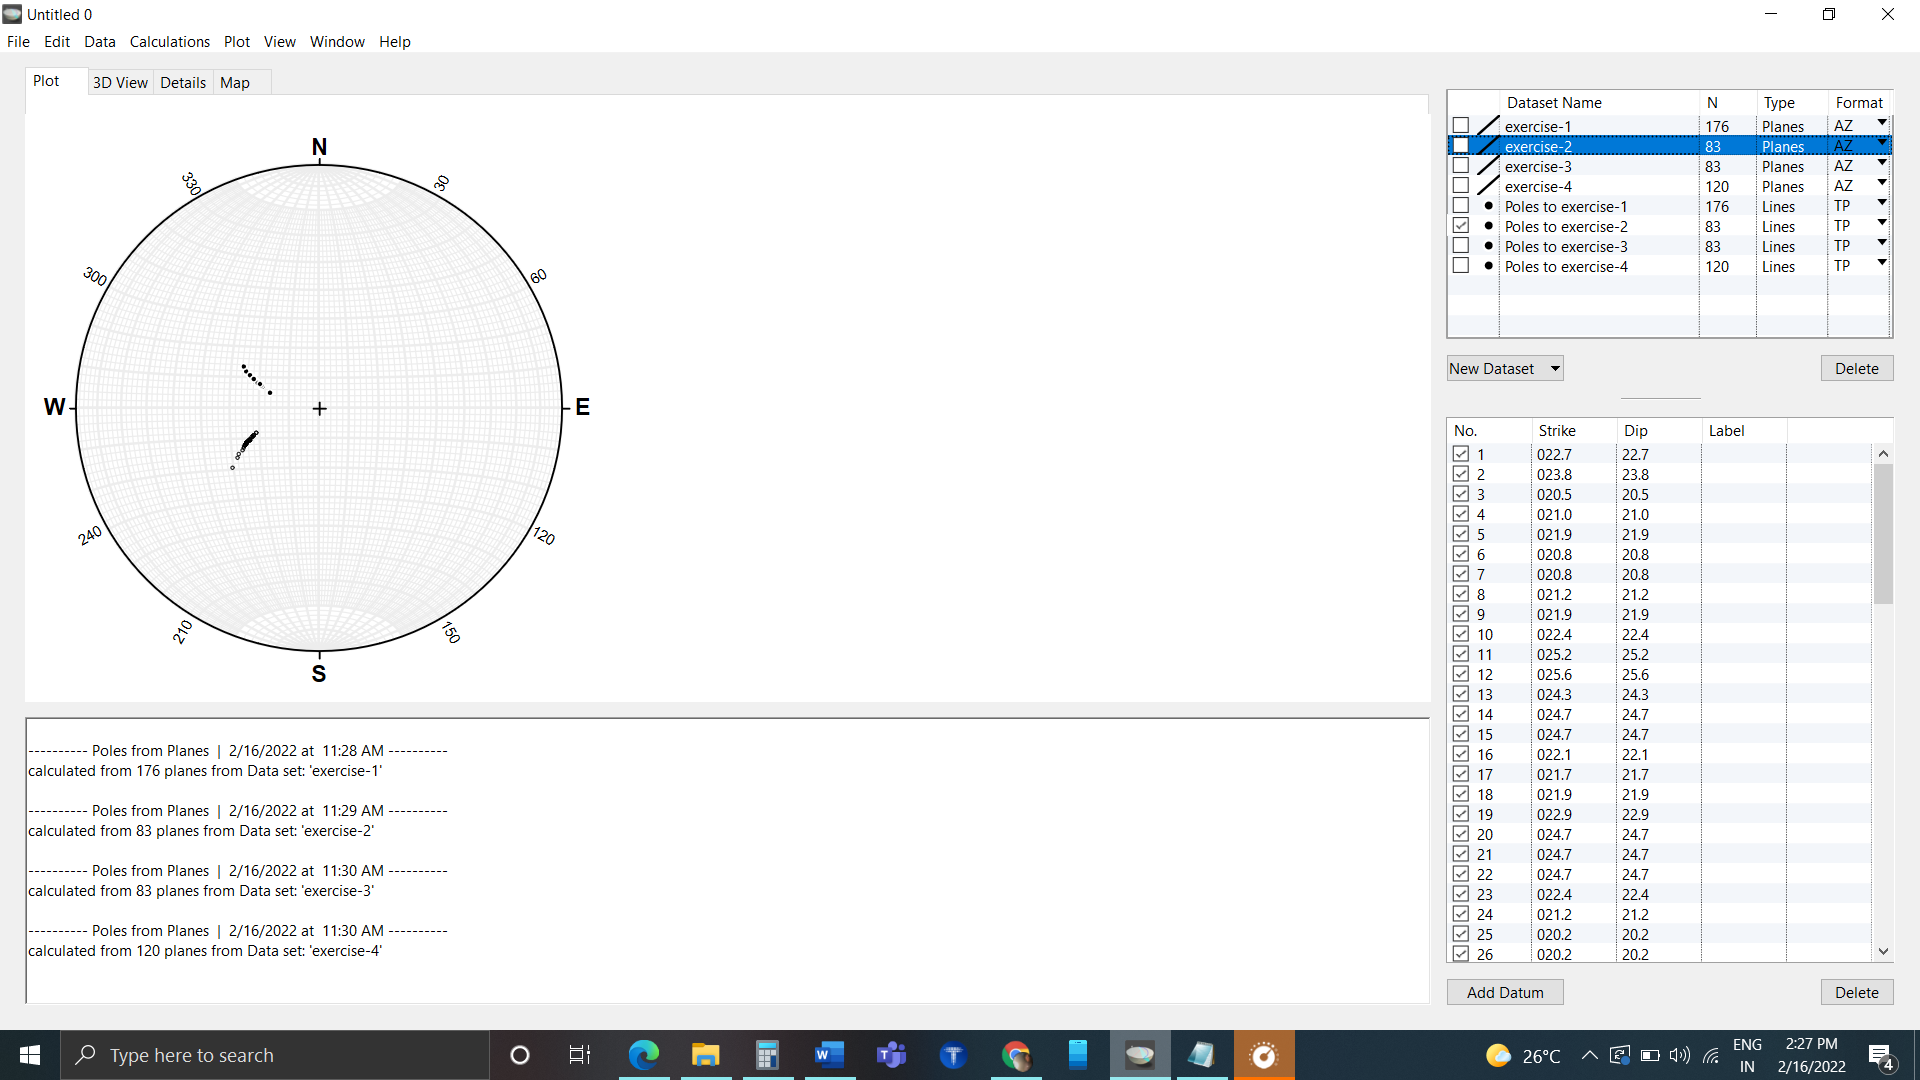 Untitled 0
File Edit Data Calculations Plot View Window Help
Plot 3D View Details Map
N
330 30
300 60
W E
240 120
210 150
S
Dataset Name N Type Format
exercise-1 176 Planes AZ
exercise-2 83 Planes AZ
exercise-3 83 Planes AZ
exercise-4 120 Planes AZ
Poles to exercise-1 176 Lines TP
Poles to exercise-2 83 Lines TP
Poles to exercise-3 83 Lines TP
Poles to exercise-4 120 Lines TP
New Dataset Delete
No. Strike Dip Label
1 022.7 22.7
2 023.8 23.8
3 020.5 20.5
4 021.0 21.0
5 021.9 21.9
6 020.8 20.8
7 020.8 20.8
8 021.2 21.2
9 021.9 21.9
10 022.4 22.4
11 025.2 25.2
12 025.6 25.6
13 024.3 24.3
14 024.7 24.7
15 024.7 24.7
16 022.1 22.1
17 021.7 21.7
18 021.9 21.9
19 022.9 22.9
20 024.7 24.7
21 024.7 24.7
22 024.7 24.7
23 022.4 22.4
24 021.2 21.2
25 020.2 20.2
26 020.2 20.2
Add Datum Delete
---------- Poles from Planes | 2/16/2022 at 11:28 AM ----------
calculated from 176 planes from Data set: 'exercise-1'
---------- Poles from Planes | 2/16/2022 at 11:29 AM ----------
calculated from 83 planes from Data set: 'exercise-2'
---------- Poles from Planes | 2/16/2022 at 11:30 AM ----------
calculated from 83 planes from Data set: 'exercise-3'
---------- Poles from Planes | 2/16/2022 at 11:30 AM ----------
calculated from 120 planes from Data set: 'exercise-4'
Type here to search
26°C
ENG
IN
2:27 PM
2/16/2022
4